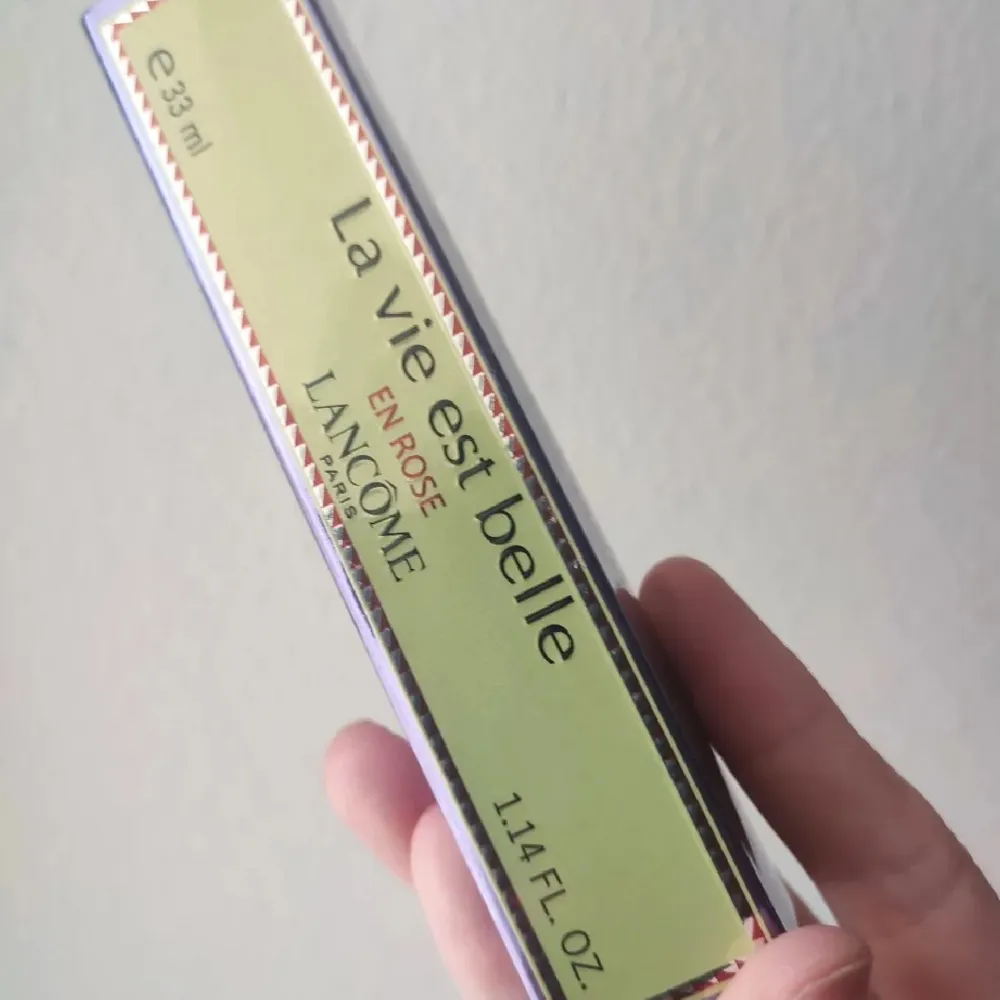 e 33 ml
La vie est belle
EN ROSE
LANCÔME
PARIS
1.14 FL. OZ.